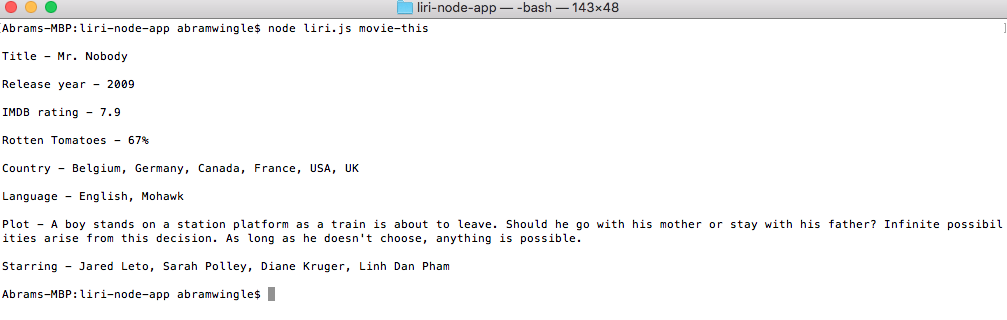 liri-node-app — -bash — 143×48
[Abrams-MBP:liri-node-app abramwingle$ node liri.js movie-this ]
Title - Mr. Nobody
Release year - 2009
IMDB rating - 7.9
Rotten Tomatoes - 67%
Country - Belgium, Germany, Canada, France, USA, UK
Language - English, Mohawk
Plot - A boy stands on a station platform as a train is about to leave. Should he go with his mother or stay with his father? Infinite possibil
ities arise from this decision. As long as he doesn't choose, anything is possible.
Starring - Jared Leto, Sarah Polley, Diane Kruger, Linh Dan Pham
Abrams-MBP:liri-node-app abramwingle$